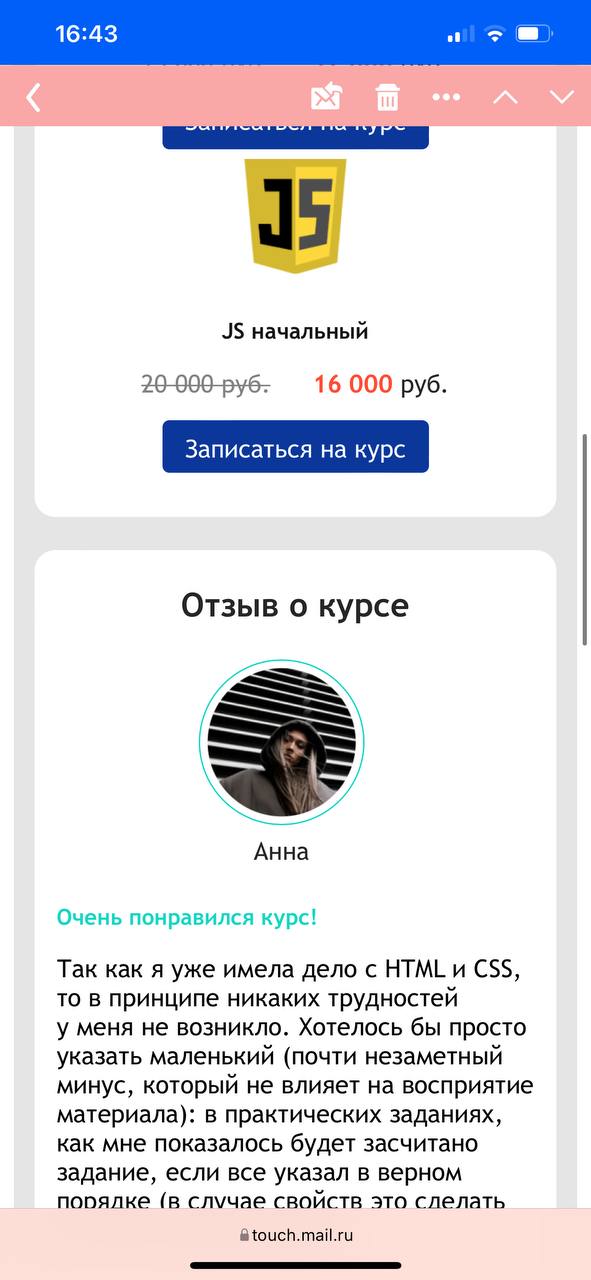 16:43
Записаться на курс
JS
JS начальный
20 000 руб. 16 000 руб.
Записаться на курс
Отзыв о курсе
Анна
Очень понравился курс!
Так как я уже имела дело с HTML и CSS,
то в принципе никаких трудностей
у меня не возникло. Хотелось бы просто
указать маленький (почти незаметный
минус, который не влияет на восприятие
материала): в практических заданиях,
как мне показалось будет засчитано
задание, если все указал в верном
порядке (в случае свойств это сделать
touch.mail.ru